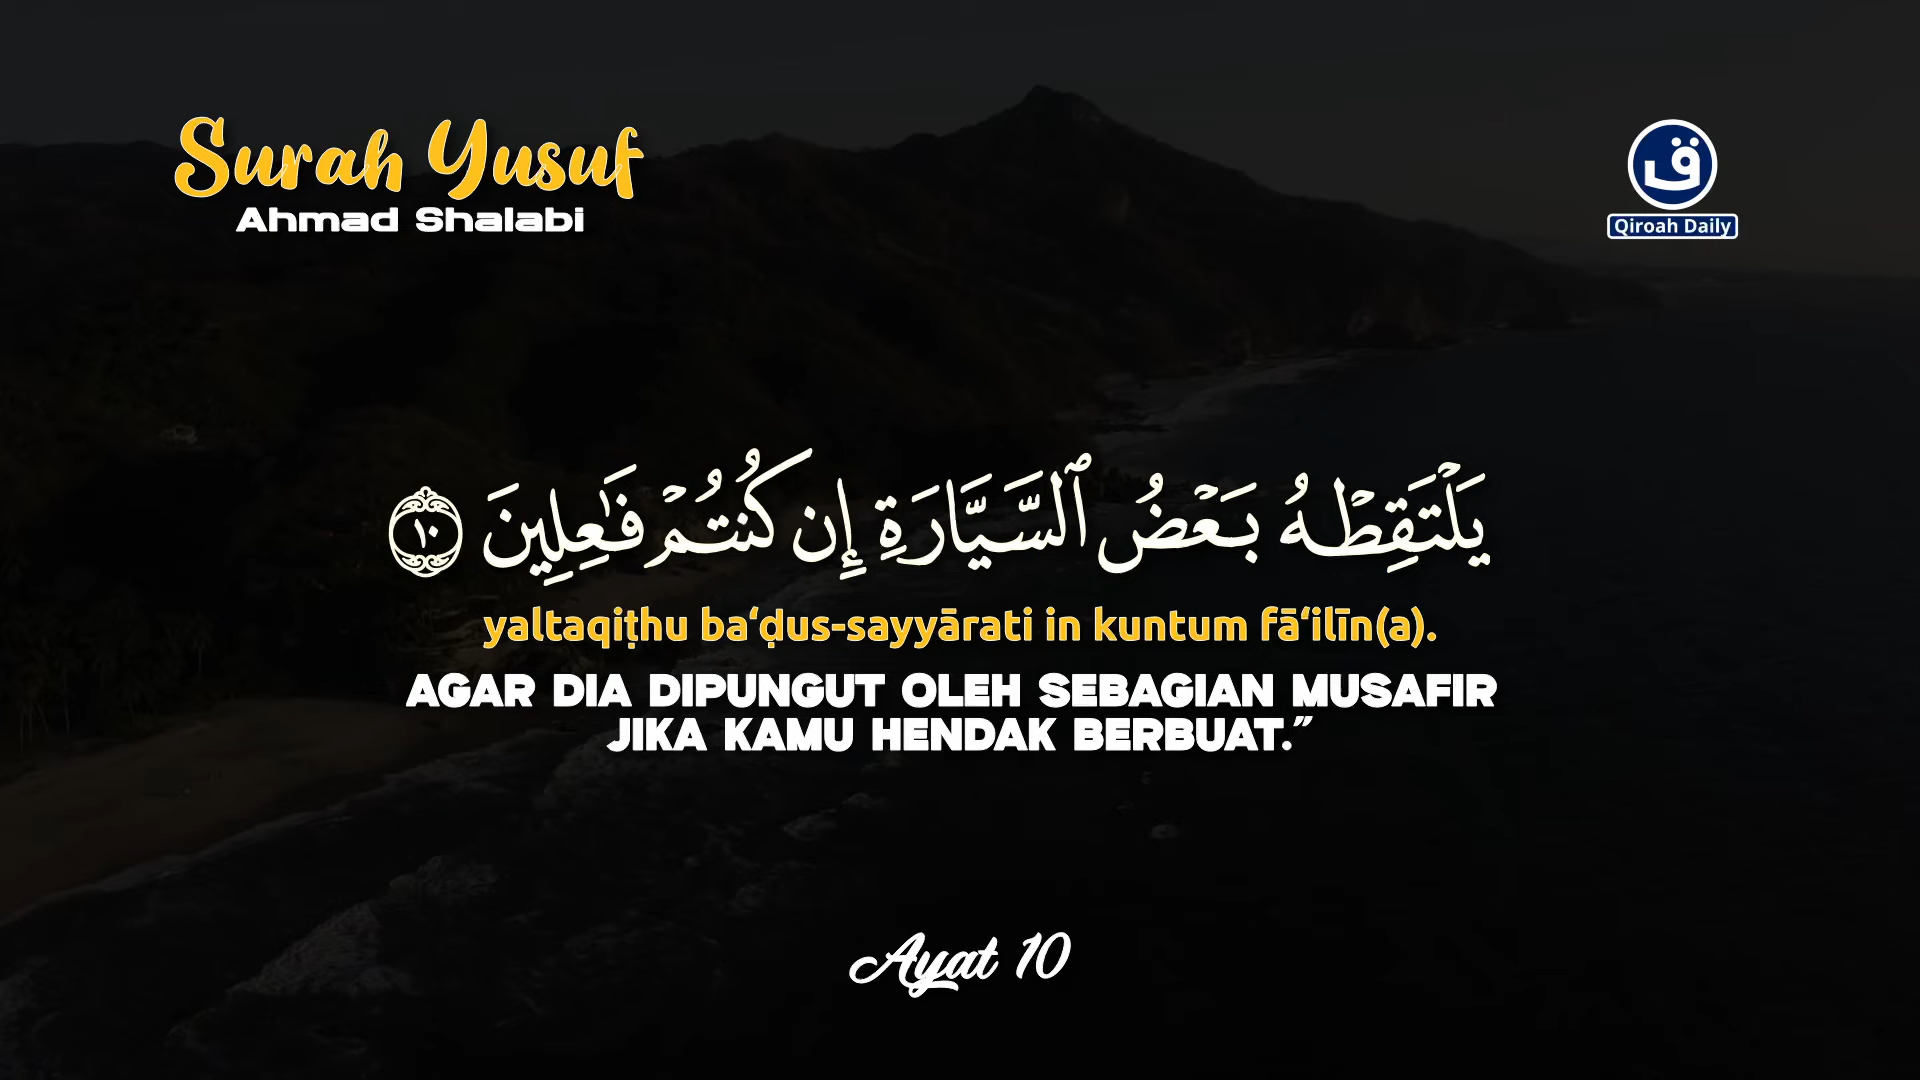 Surah Yusuf
Ahmad Shalabi
ق
Qiroah Daily
يَلْتَقِطْهُ بَعْضُ ٱلسَّيَّارَةِ إِن كُنتُمْ فَٰعِلِينَ ١٠
yaltaqiṭhu ba‘ḍus-sayyārati in kuntum fā‘ilīn(a).
AGAR DIA DIPUNGUT OLEH SEBAGIAN MUSAFIR
JIKA KAMU HENDAK BERBUAT.”
Ayat 10